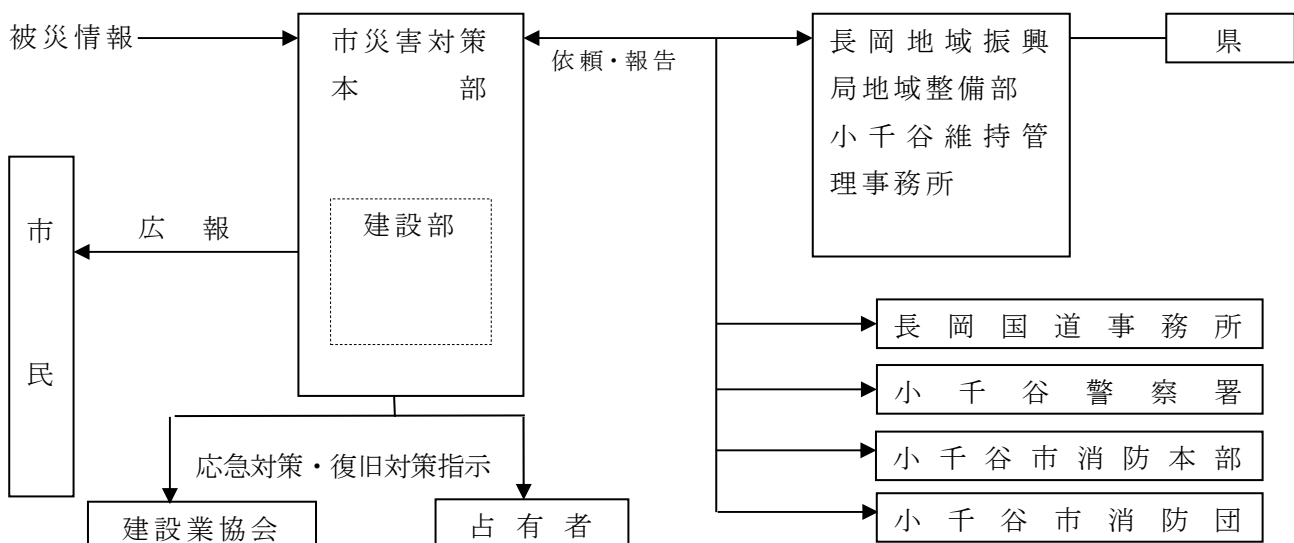 被災情報
市災害対策
本部
依頼・報告
長岡地域振興
局地域整備部
小千谷維持管
理事務所
県
建設部
広報
市民
長岡国道事務所
小千谷警察署
小千谷市消防本部
小千谷市消防団
応急対策・復旧対策指示
建設業協会
占有者